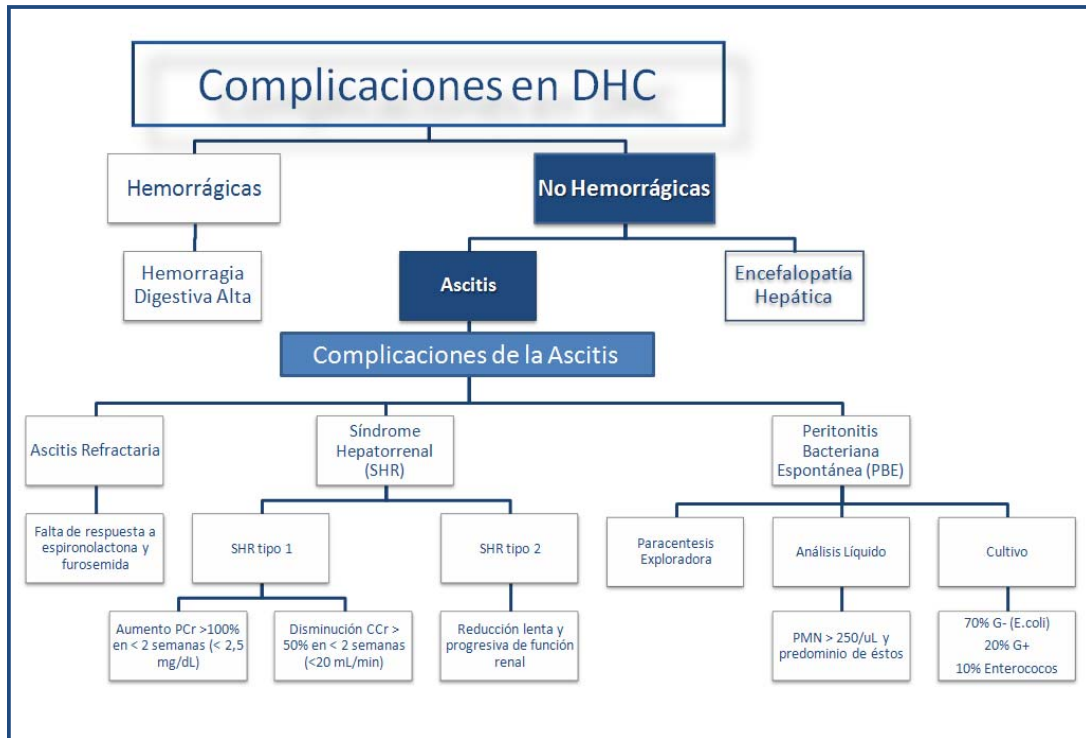 Complicaciones en DHC
Hemorrágicas
No Hemorrágicas
Hemorragia
Digestiva Alta
Ascitis
Encefalopatía
Hepática
Complicaciones de la Ascitis
Ascitis Refractaria
Síndrome
Hepatorrenal
(SHR)
Peritonitis
Bacteriana
Espontánea (PBE)
Falta de respuesta a
espironolactona y
furosemida
SHR tipo 1
SHR tipo 2
Paracentesis
Exploradora
Análisis Líquido
Cultivo
Aumento PCr >100%
en < 2 semanas (< 2,5
mg/dL)
Disminución CCr >
50% en < 2 semanas
(<20 mL/min)
Reducción lenta y
progresiva de función
renal
PMN > 250/uL y
predominio de éstos
70% G- (E.coli)
20% G+
10% Enterococos